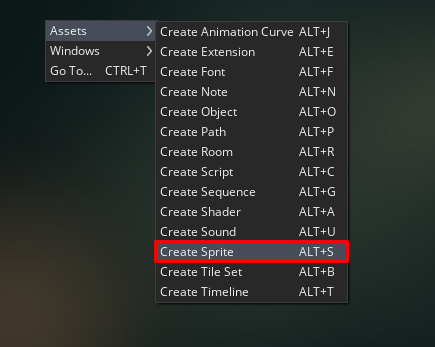 Assets
Windows
Go To... CTRL+T
Create Animation Curve ALT+J
Create Extension ALT+E
Create Font ALT+F
Create Note ALT+N
Create Object ALT+O
Create Path ALT+P
Create Room ALT+R
Create Script ALT+C
Create Sequence ALT+G
Create Shader ALT+A
Create Sound ALT+U
Create Sprite ALT+S
Create Tile Set ALT+B
Create Timeline ALT+T